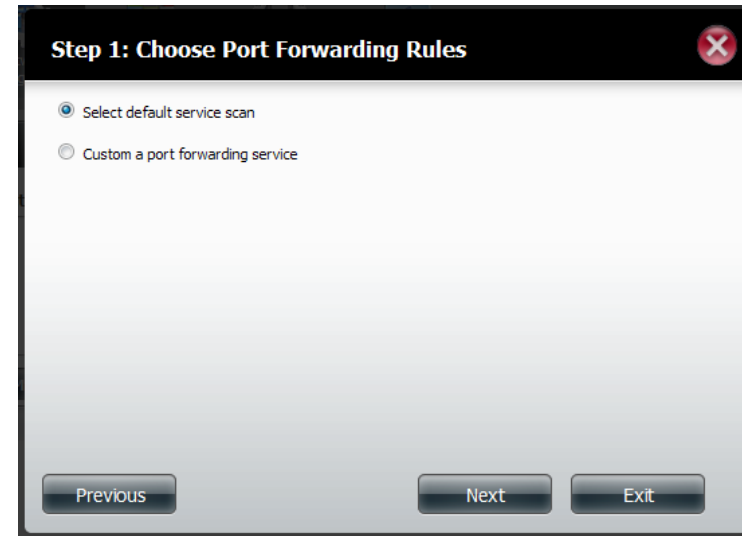 Step 1: Choose Port Forwarding Rules
Select default service scan
Custom a port forwarding service
Previous Next Exit